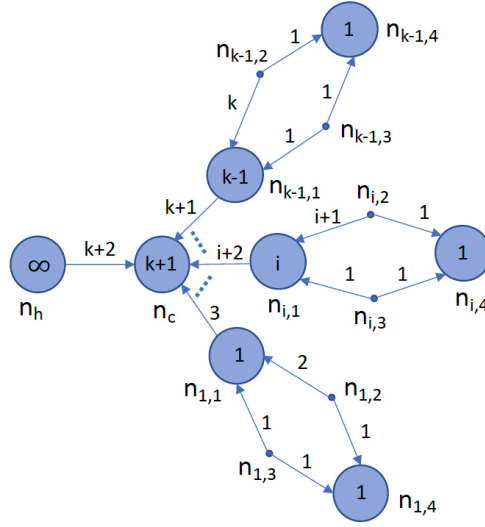 1
n_{k-1,4}
n_{k-1,2}
1
k
1
1
n_{k-1,3}
k-1
n_{k-1,1}
k+1
n_{i,2}
i+1
1
∞
k+2
k+1
i+2
i
1
n_h
n_c
n_{i,1}
1
1
n_{i,3}
n_{i,4}
3
1
2
n_{1,1}
n_{1,2}
1
1
n_{1,3}
1
1
n_{1,4}